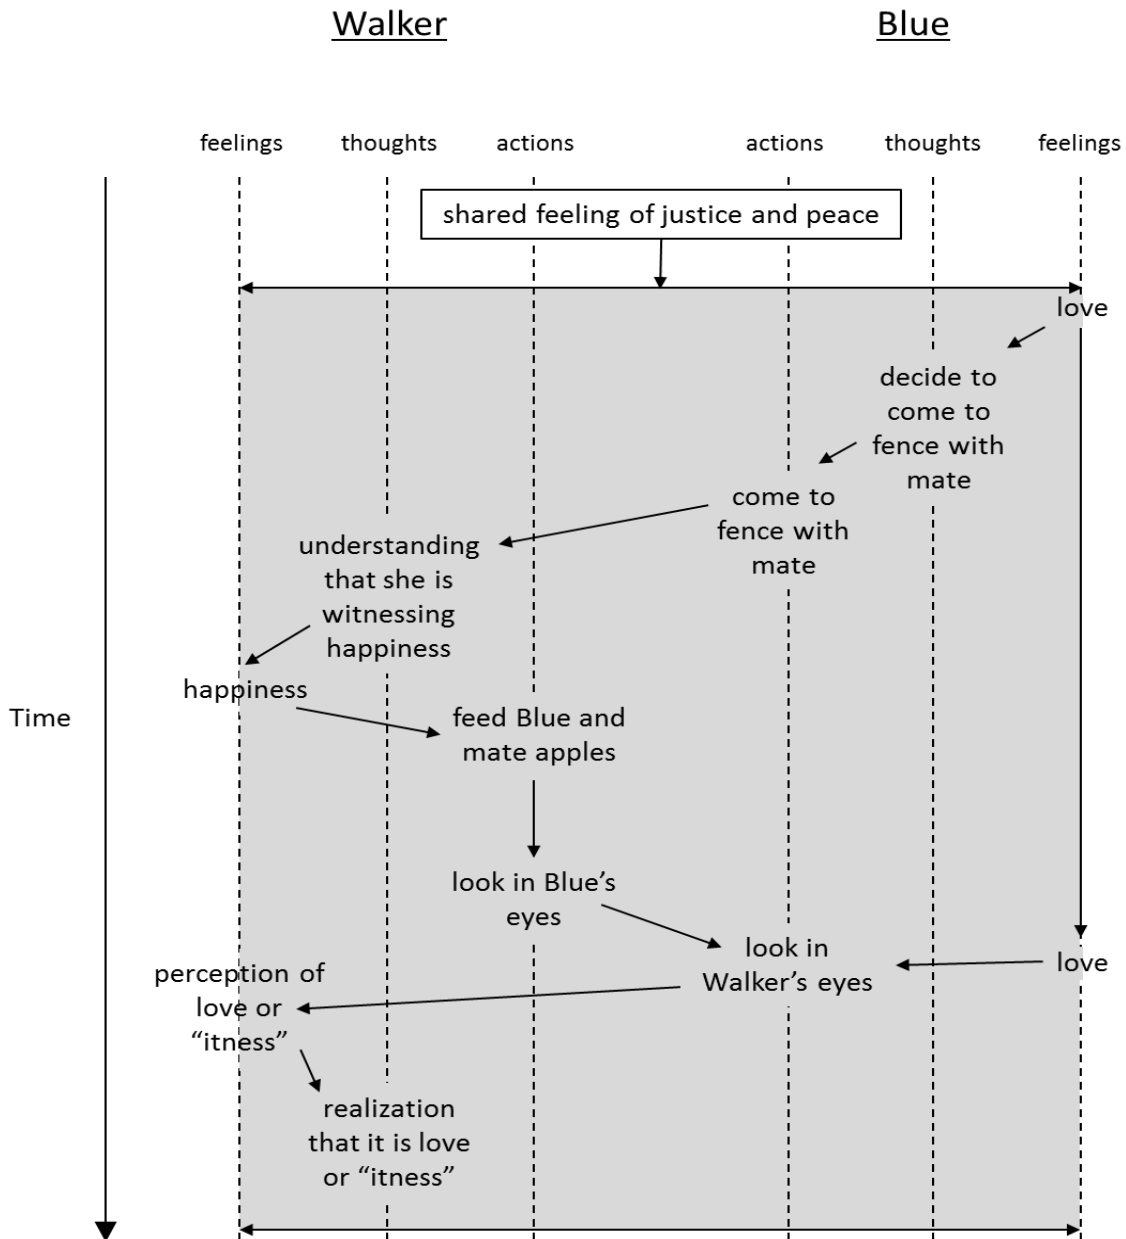 Walker
Blue
feelings
thoughts
actions
actions
thoughts
feelings
shared feeling of justice and peace
love
decide to
come to
fence with
mate
come to
fence with
mate
understanding
that she is
witnessing
happiness
happiness
Time
feed Blue and
mate apples
look in Blue’s
eyes
look in
Walker’s eyes
love
perception of
love or
“itness”
realization
that it is love
or “itness”